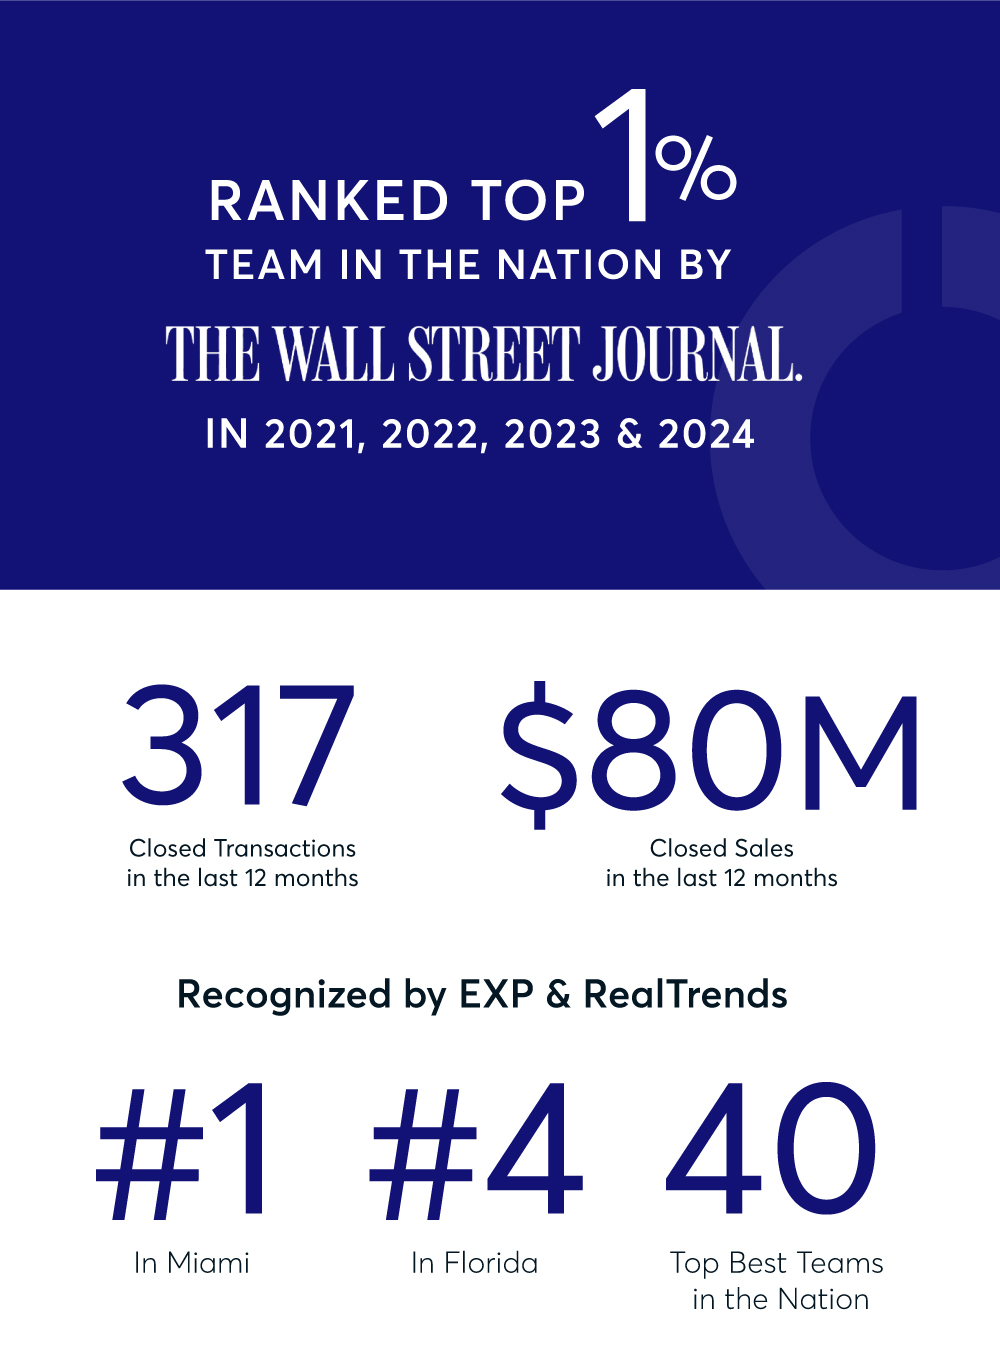 RANKED TOP 1%
TEAM IN THE NATION BY
THE WALL STREET JOURNAL.
IN 2021, 2022, 2023 & 2024
317
Closed Transactions
in the last 12 months
$80M
Closed Sales
in the last 12 months
Recognized by EXP & RealTrends
#1
In Miami
#4
In Florida
40
Top Best Teams
in the Nation